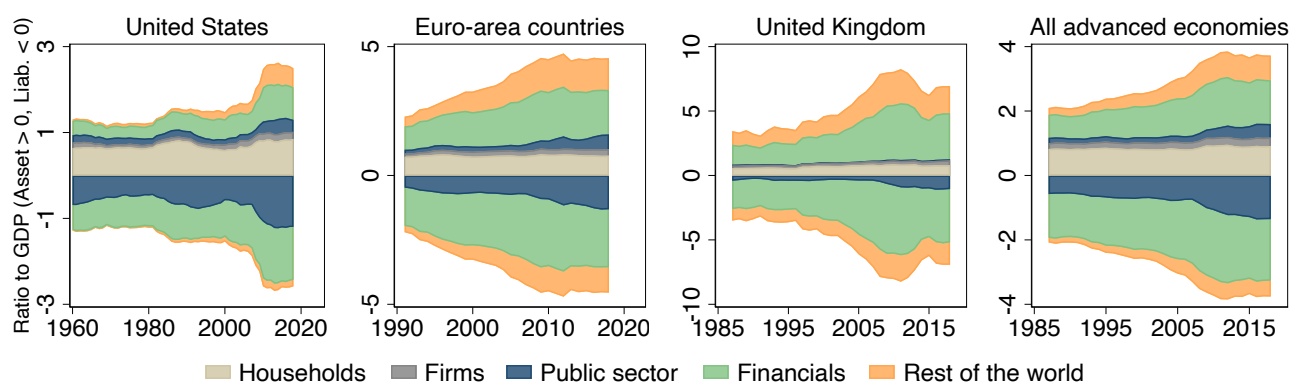 United States
Euro-area countries
United Kingdom
All advanced economies
Ratio to GDP (Asset > 0, Liab. < 0)
3
1
-1
-3
1960 1980 2000 2020
5
0
-5
1990 2000 2010 2020
10
5
0
-5
-10
1985 1995 2005 2015
4
2
0
-2
-4
1985 1995 2005 2015
Households Firms Public sector Financials Rest of the world